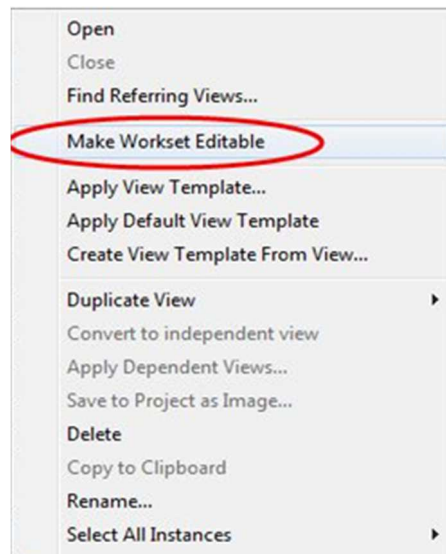 Open
Close
Find Referring Views...
Make Workset Editable
Apply View Template...
Apply Default View Template
Create View Template From View...
Duplicate View
Convert to independent view
Apply Dependent Views...
Save to Project as Image...
Delete
Copy to Clipboard
Rename...
Select All Instances